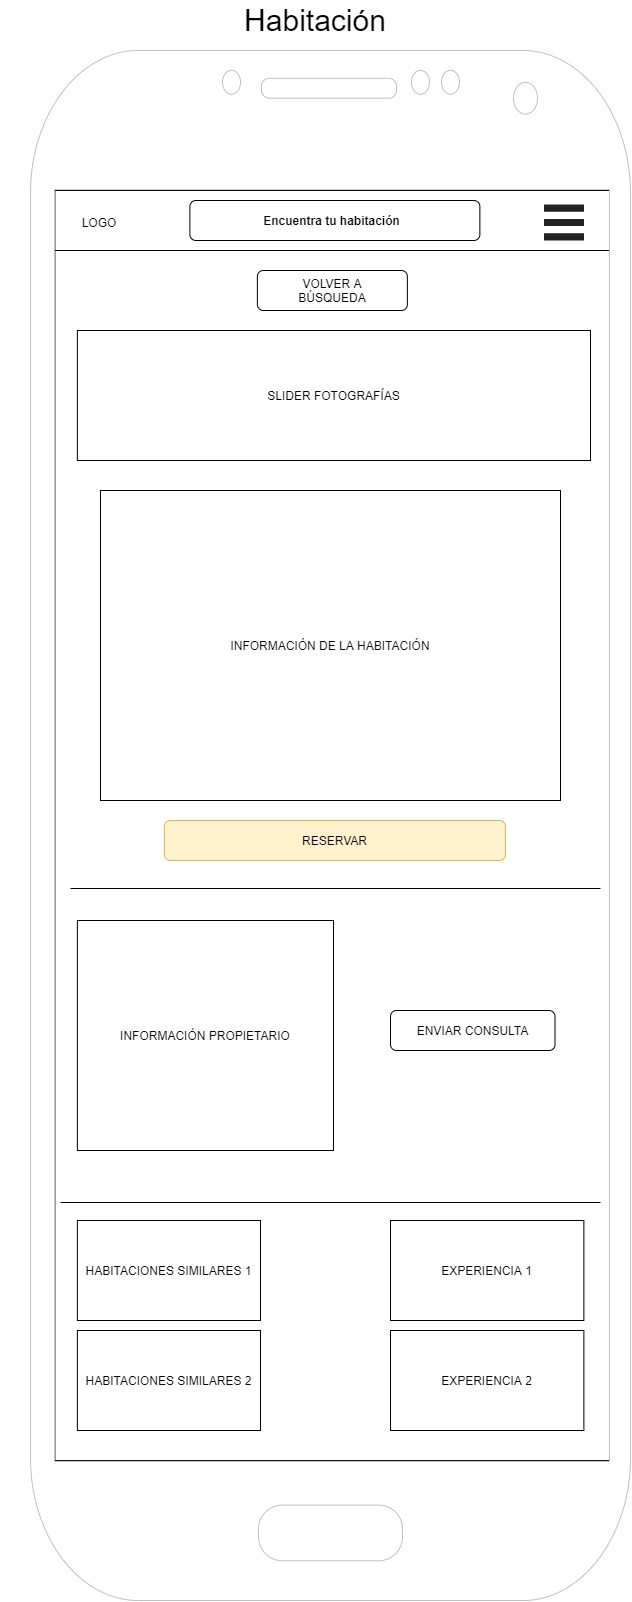 Habitación
LOGO
Encuentra tu habitación
VOLVER A
BÚSQUEDA
SLIDER FOTOGRAFÍAS
INFORMACIÓN DE LA HABITACIÓN
RESERVAR
INFORMACIÓN PROPIETARIO
ENVIAR CONSULTA
HABITACIONES SIMILARES 1
EXPERIENCIA 1
HABITACIONES SIMILARES 2
EXPERIENCIA 2